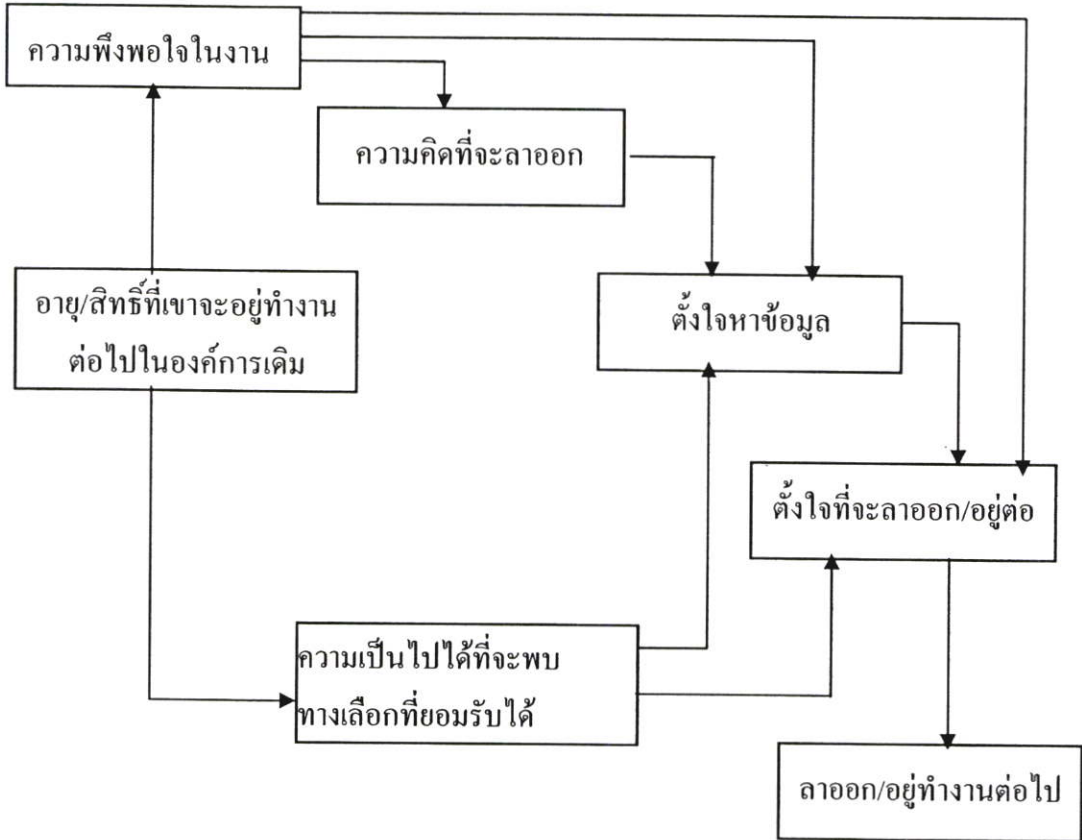 ความพึงพอใจในงาน
ความคิดที่จะลาออก
อายุ/สิทธิ์ที่เขาจะอยู่ทำงาน
ต่อไปในองค์การเดิม
ตั้งใจหาข้อมูล
ตั้งใจที่จะลาออก/อยู่ต่อ
ความเป็นไปได้ที่จะพบ
ทางเลือกที่ยอมรับได้
ลาออก/อยู่ทำงานต่อไป